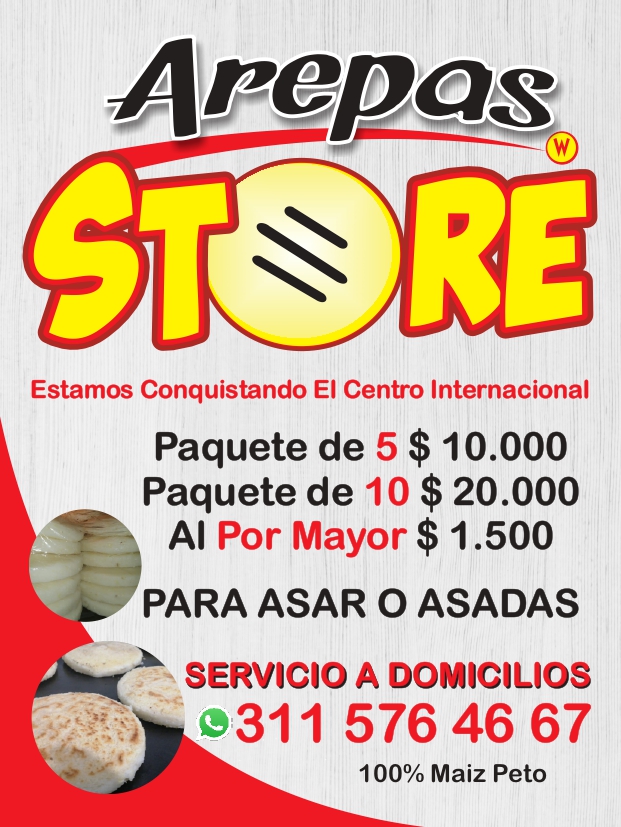 Arepas
W
STORE
Estamos Conquistando El Centro Internacional
Paquete de 5 $ 10.000
Paquete de 10 $ 20.000
Al Por Mayor $ 1.500
PARA ASAR O ASADAS
SERVICIO A DOMICILIOS
311 576 46 67
100% Maiz Peto